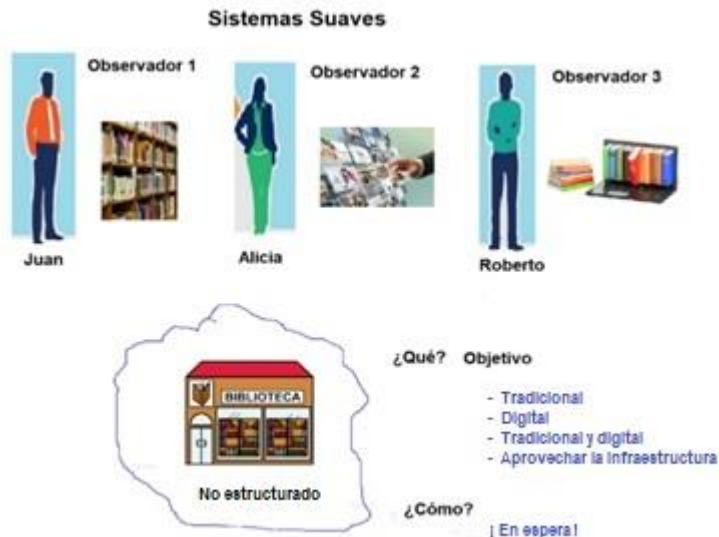 Sistemas Suaves
Observador 1
Observador 2
Observador 3
Juan
Alicia
Roberto
BIBLIOTECA
No estructurado
¿Qué? Objetivo
- Tradicional
- Digital
- Tradicional y digital
- Aprovechar la infraestructura
¿Cómo?
¡ En espera!